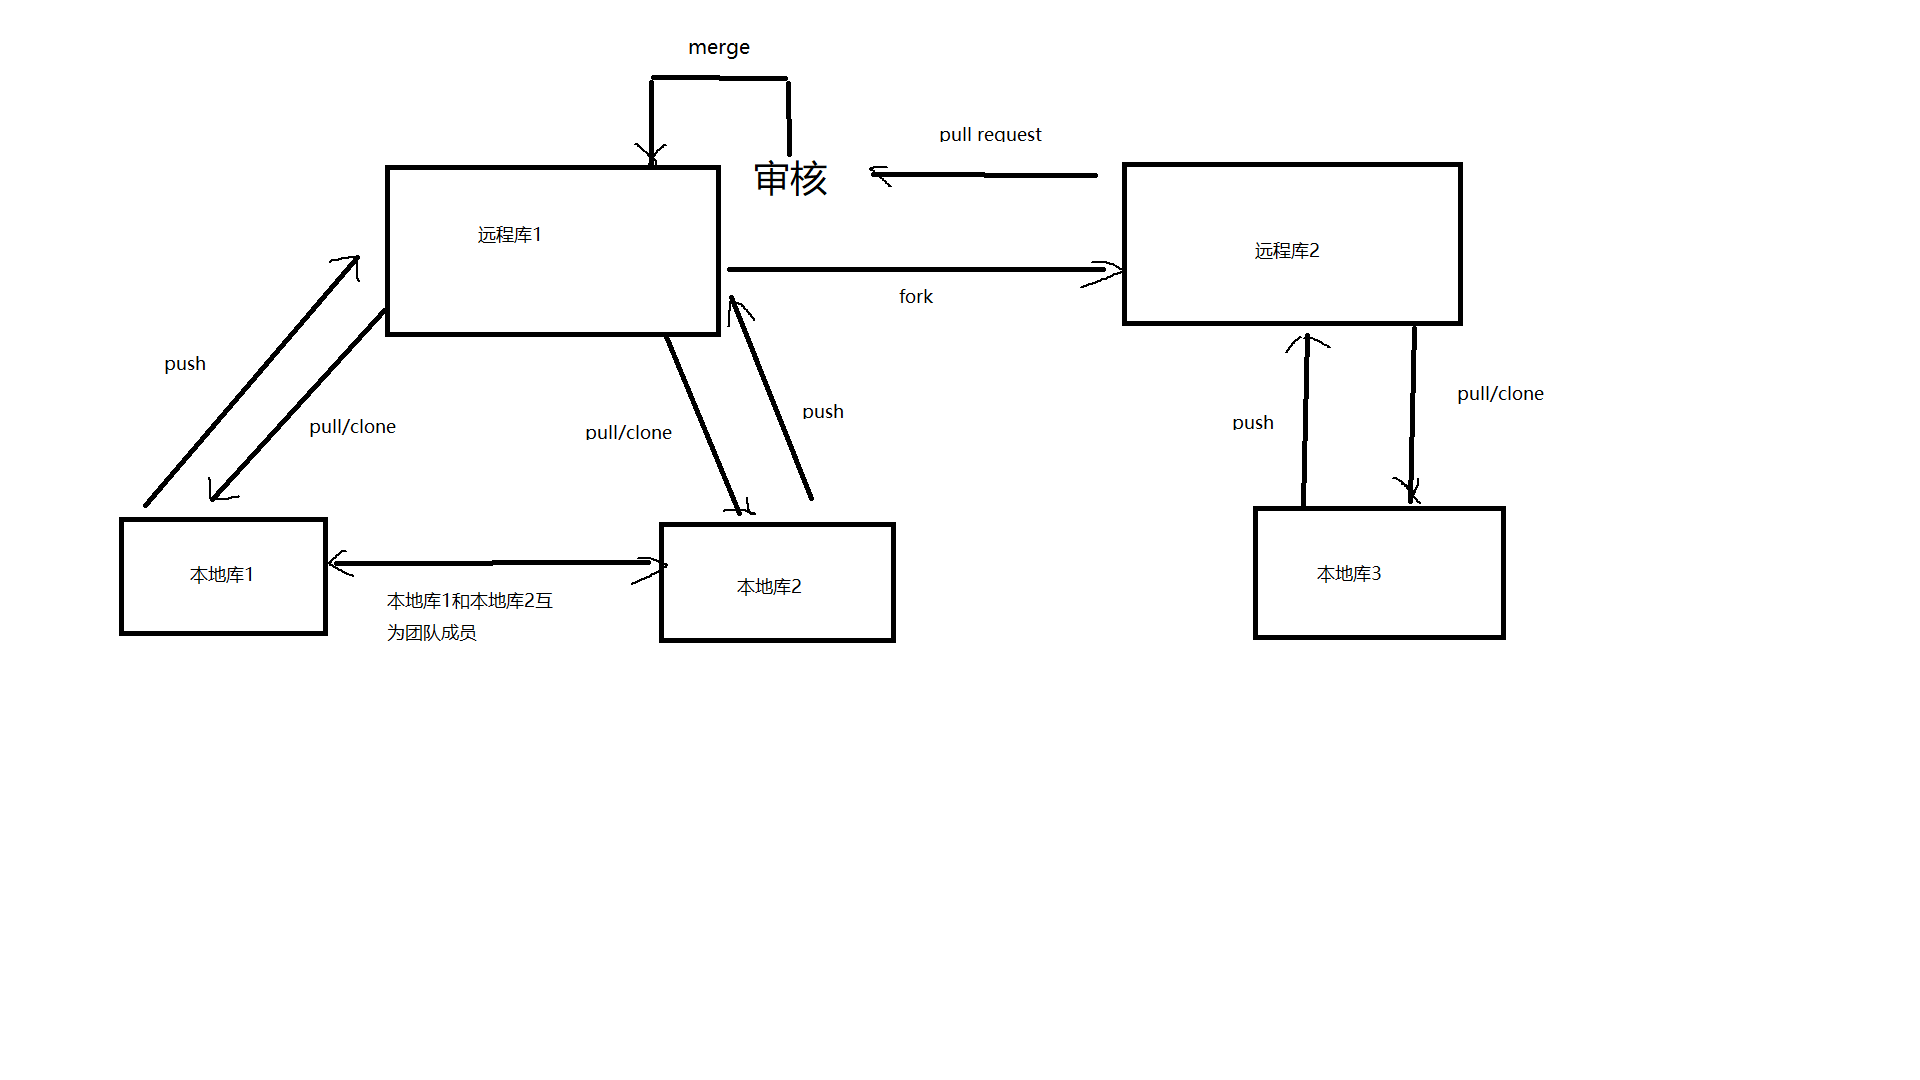 merge
pull request
审核
远程库1
远程库2
fork
push
pull/clone
pull/clone
push
push
pull/clone
本地库1
本地库2
本地库3
本地库1和本地库2互
为团队成员